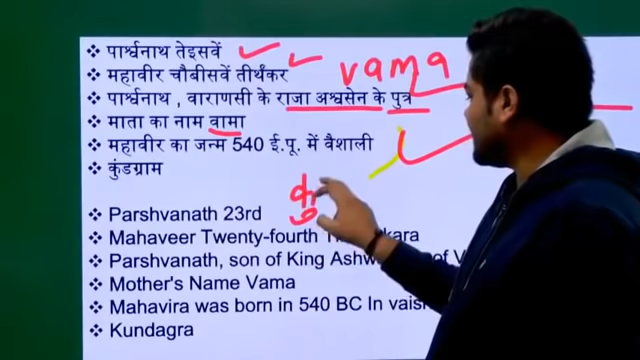 ❖ पार्श्वनाथ तेइसवें
❖ महावीर चौबीसवें तीर्थंकर
vama
❖ पार्श्वनाथ , वाराणसी के राजा अश्वसेन के पुत्र
❖ माता का नाम वामा
❖ महावीर का जन्म 540 ई.पू. में वैशाली
❖ कुंडग्राम
❖ Parshvanath 23rd
❖ Mahaveer Twenty-fourth
❖ Parshvanath, son of King
❖ Mother's Name Vama
❖ Mahavira was born in 540 BC In
❖ Kundagra